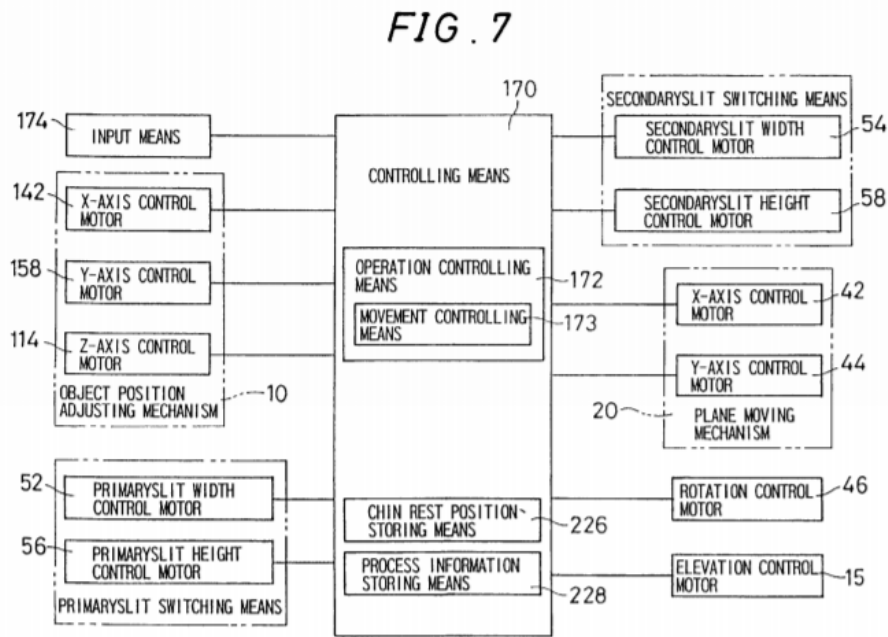 FIG. 7
170
174
INPUT MEANS
142
X-AXIS CONTROL
MOTOR
158
Y-AXIS CONTROL
MOTOR
114
Z-AXIS CONTROL
MOTOR
OBJECT POSITION
ADJUSTING MECHANISM
10
52
PRIMARYSLIT WIDTH
CONTROL MOTOR
56
PRIMARYSLIT HEIGHT
CONTROL MOTOR
PRIMARYSLIT SWITCHING MEANS
CONTROLLING MEANS
OPERATION CONTROLLING
MEANS
172
MOVEMENT CONTROLLING
MEANS
173
CHIN REST POSITION
STORING MEANS
226
PROCESS INFORMATION
STORING MEANS
228
SECONDARYSLIT SWITCHING MEANS
SECONDARYSLIT WIDTH
CONTROL MOTOR
54
SECONDARYSLIT HEIGHT
CONTROL MOTOR
58
X-AXIS CONTROL
MOTOR
42
Y-AXIS CONTROL
MOTOR
44
20
PLANE MOVING
MECHANISM
ROTATION CONTROL
MOTOR
46
ELEVATION CONTROL
MOTOR
15